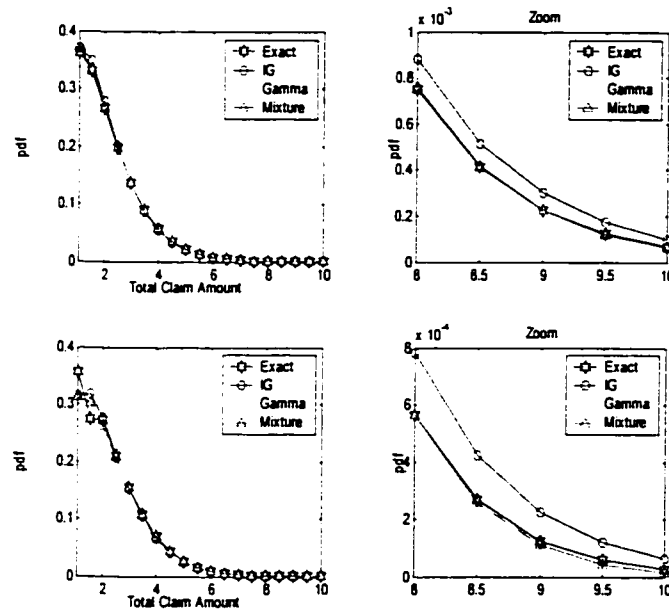 0.4
0.3
0.2
0.1
0
pdf
2
4
6
8
10
Total Claim Amount
Exact
IG
Gamma
Mixture
x 10-3
Zoom
1
0.8
0.6
0.4
0.2
0
pdf
8
8.5
9
9.5
10
Exact
IG
Gamma
Mixture
0.4
0.3
0.2
0.1
0
pdf
2
4
6
8
10
Total Claim Amount
Exact
IG
Gamma
Mixture
x 10-4
Zoom
8
6
4
2
0
pdf
8
8.5
9
9.5
10
Exact
IG
Gamma
Mixture